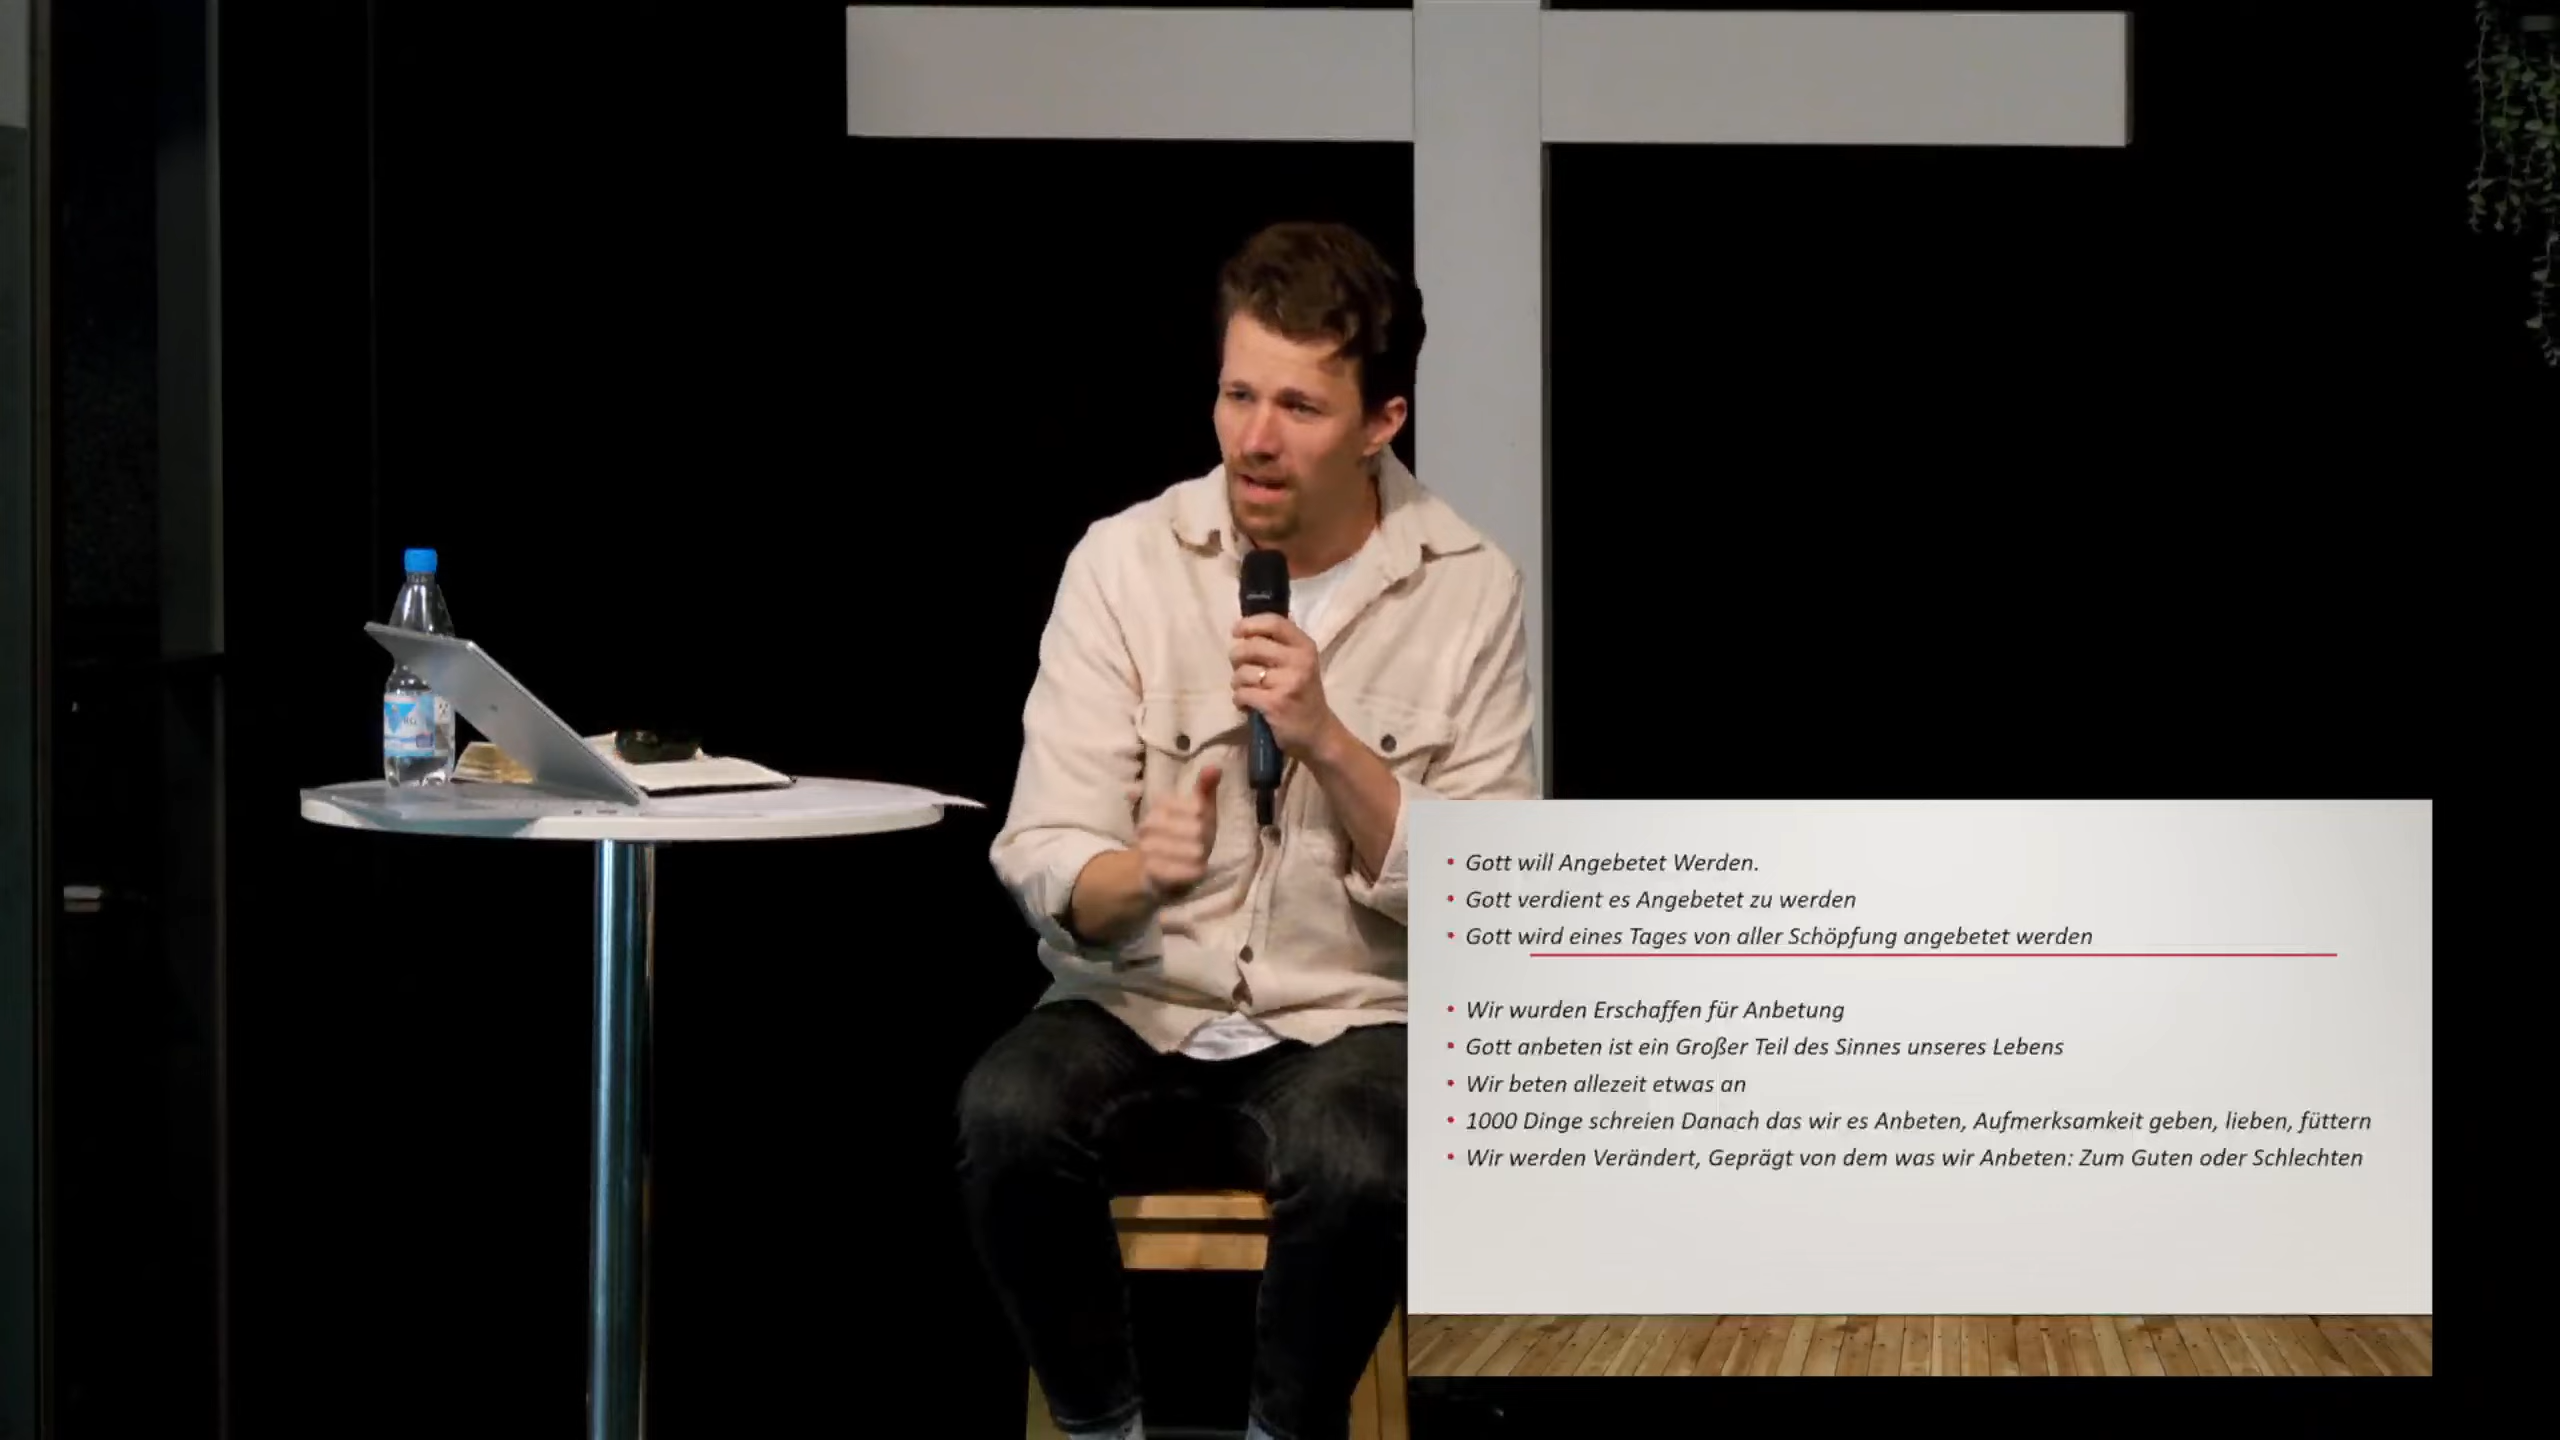 Gott will Angebetet Werden.
Gott verdient es Angebetet zu werden
Gott wird eines Tages von aller Schöpfung angebetet werden
Wir wurden Erschaffen für Anbetung
Gott anbeten ist ein Großer Teil des Sinnes unseres Lebens
Wir beten allezeit etwas an
1000 Dinge schreien Danach das wir es Anbeten, Aufmerksamkeit geben, lieben, füttern
Wir werden Verändert, Geprägt von dem was wir Anbeten: Zum Guten oder Schlechten